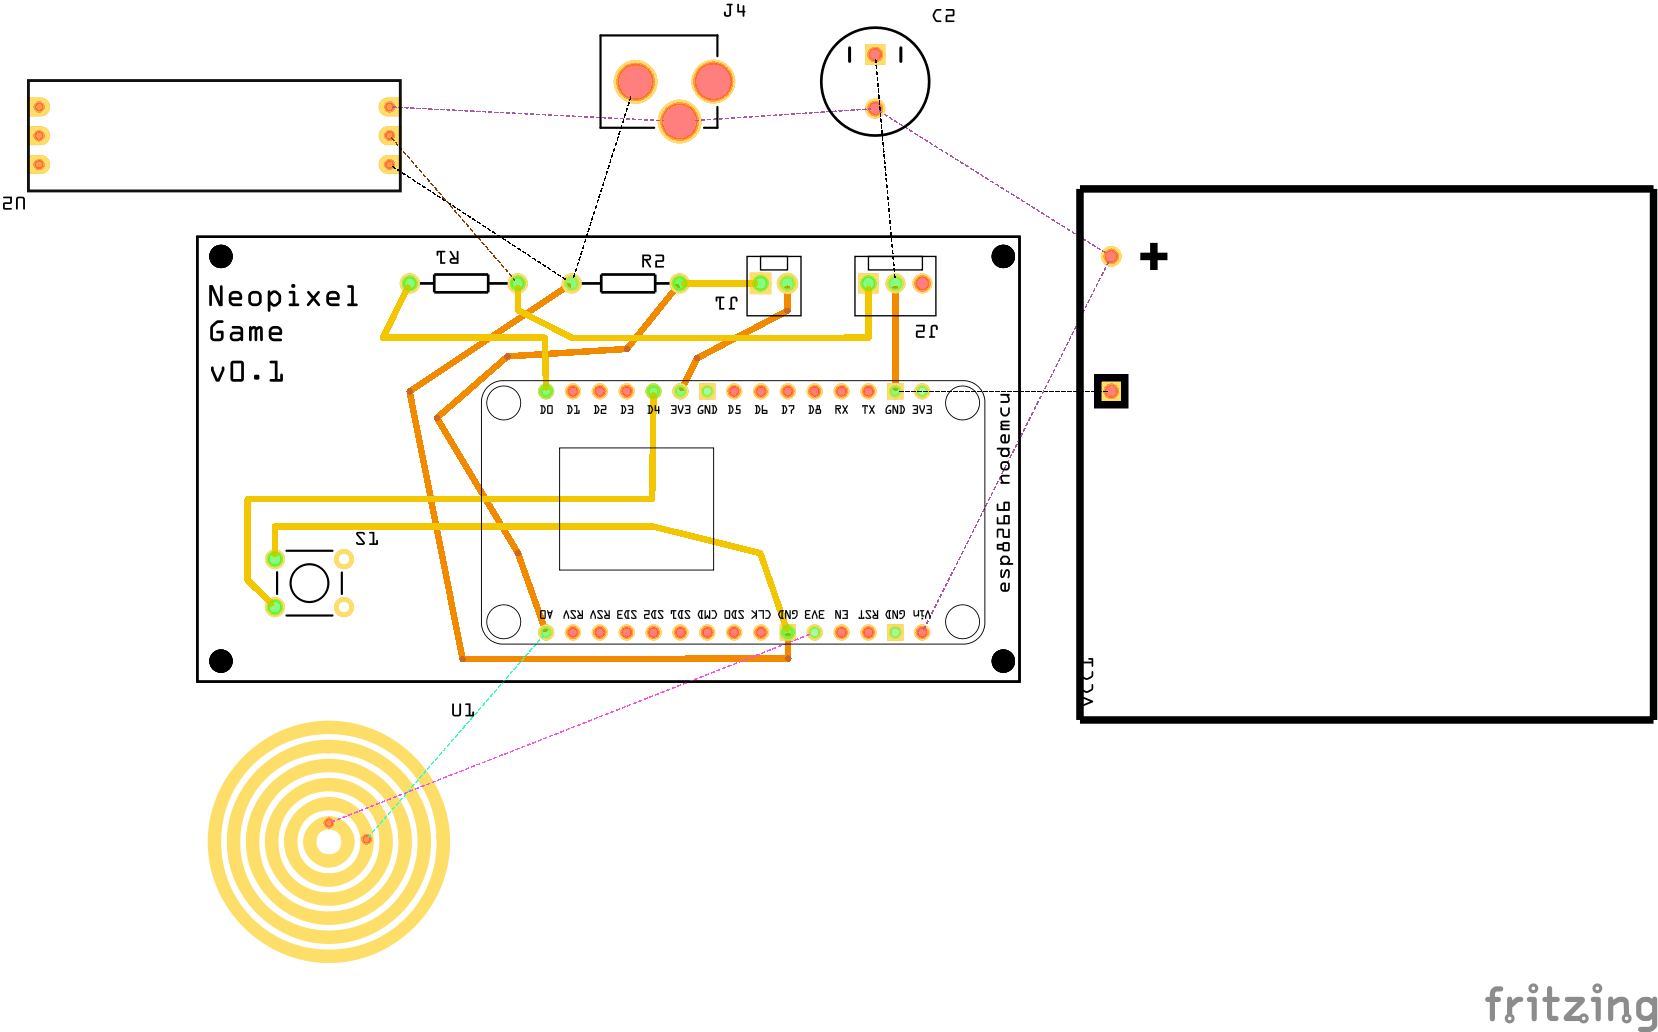 J4
C2
U2
R1
R2
J1
J2
Neopixel
Game
v0.1
D0 D1 D2 D3 D4 3V3 GND D5 D6 D7 D8 RX TX GND 3V3
esp8266 nodemcu
+
S1
A0 RSV RSV SD3 SD2 SD1 CMD SD0 CLK GND 3V3 EN RST GND Vin
VCC1
U1
fritzing